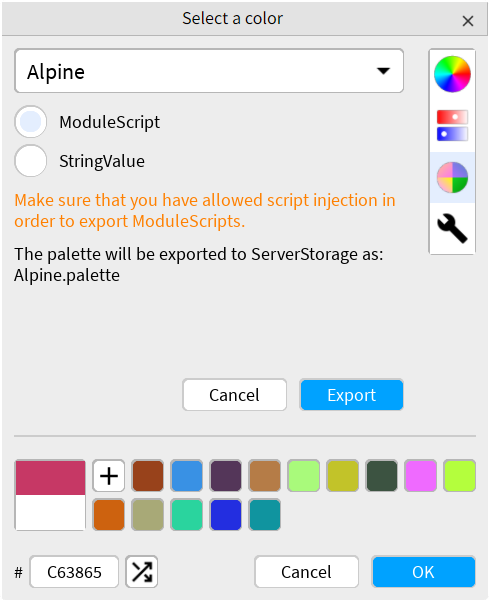 Select a color
Alpine
ModuleScript
StringValue
Make sure that you have allowed script injection in
order to export ModuleScripts.
The palette will be exported to ServerStorage as:
Alpine.palette
Cancel
Export
# C63865
Cancel
OK